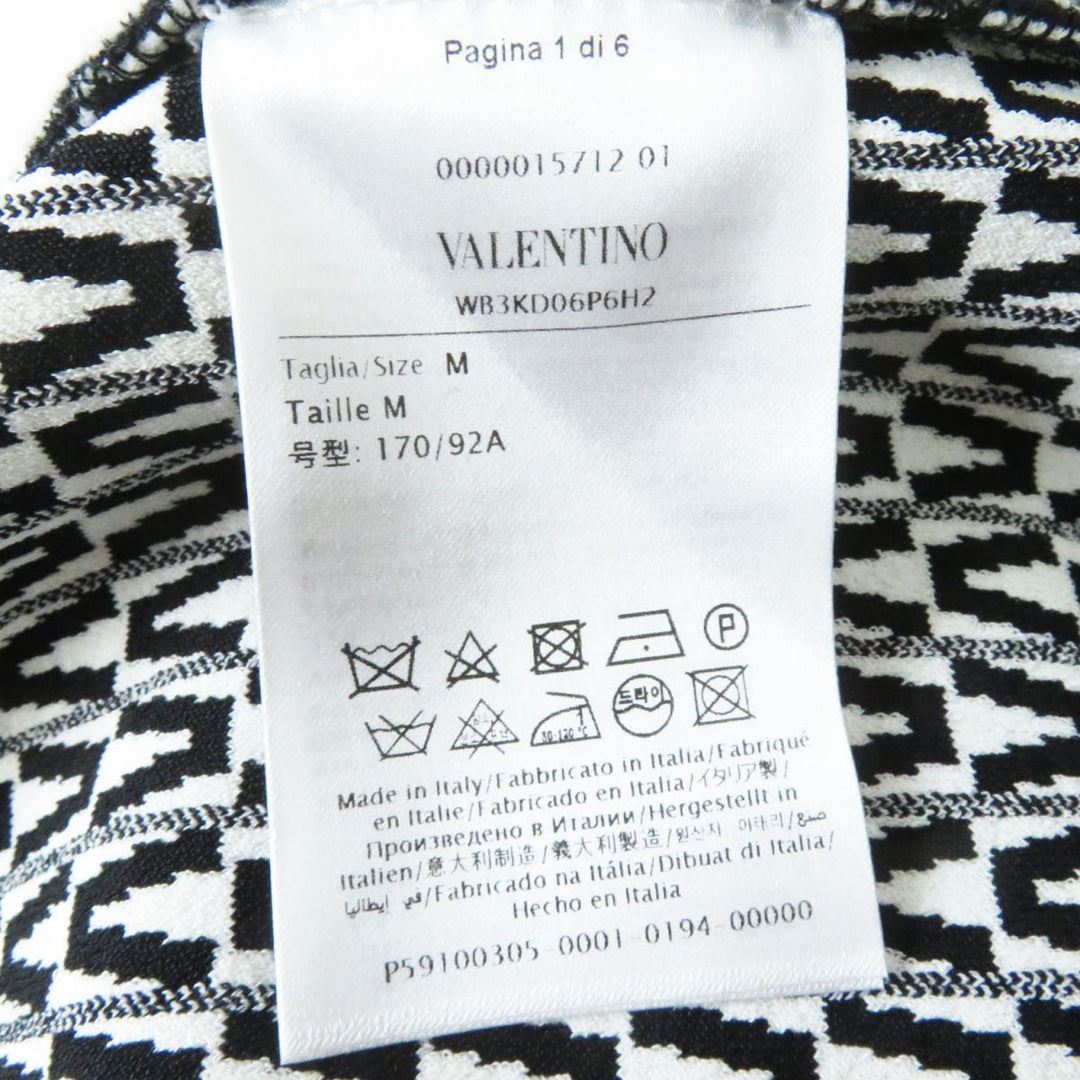 Pagina 1 di 6
0000015712 01
VALENTINO
WB3KD06P6H2
Taglia/Size M
Taille M
号型: 170/92A
P
드라이
1
80-120 °C
Made in Italy/Fabbricato in Italia/Fabriqué
en Italie/Fabricado en Italia/イタリア製/
Произведено в Италии/Hergestellt in
Italien/意大利制造/義大利製造/원산지 이태리/صنع
في إيطاليا/Fabricado na Itália/Dibuat di Italia/
Hecho en Italia
P59100305-0001-0194-00000